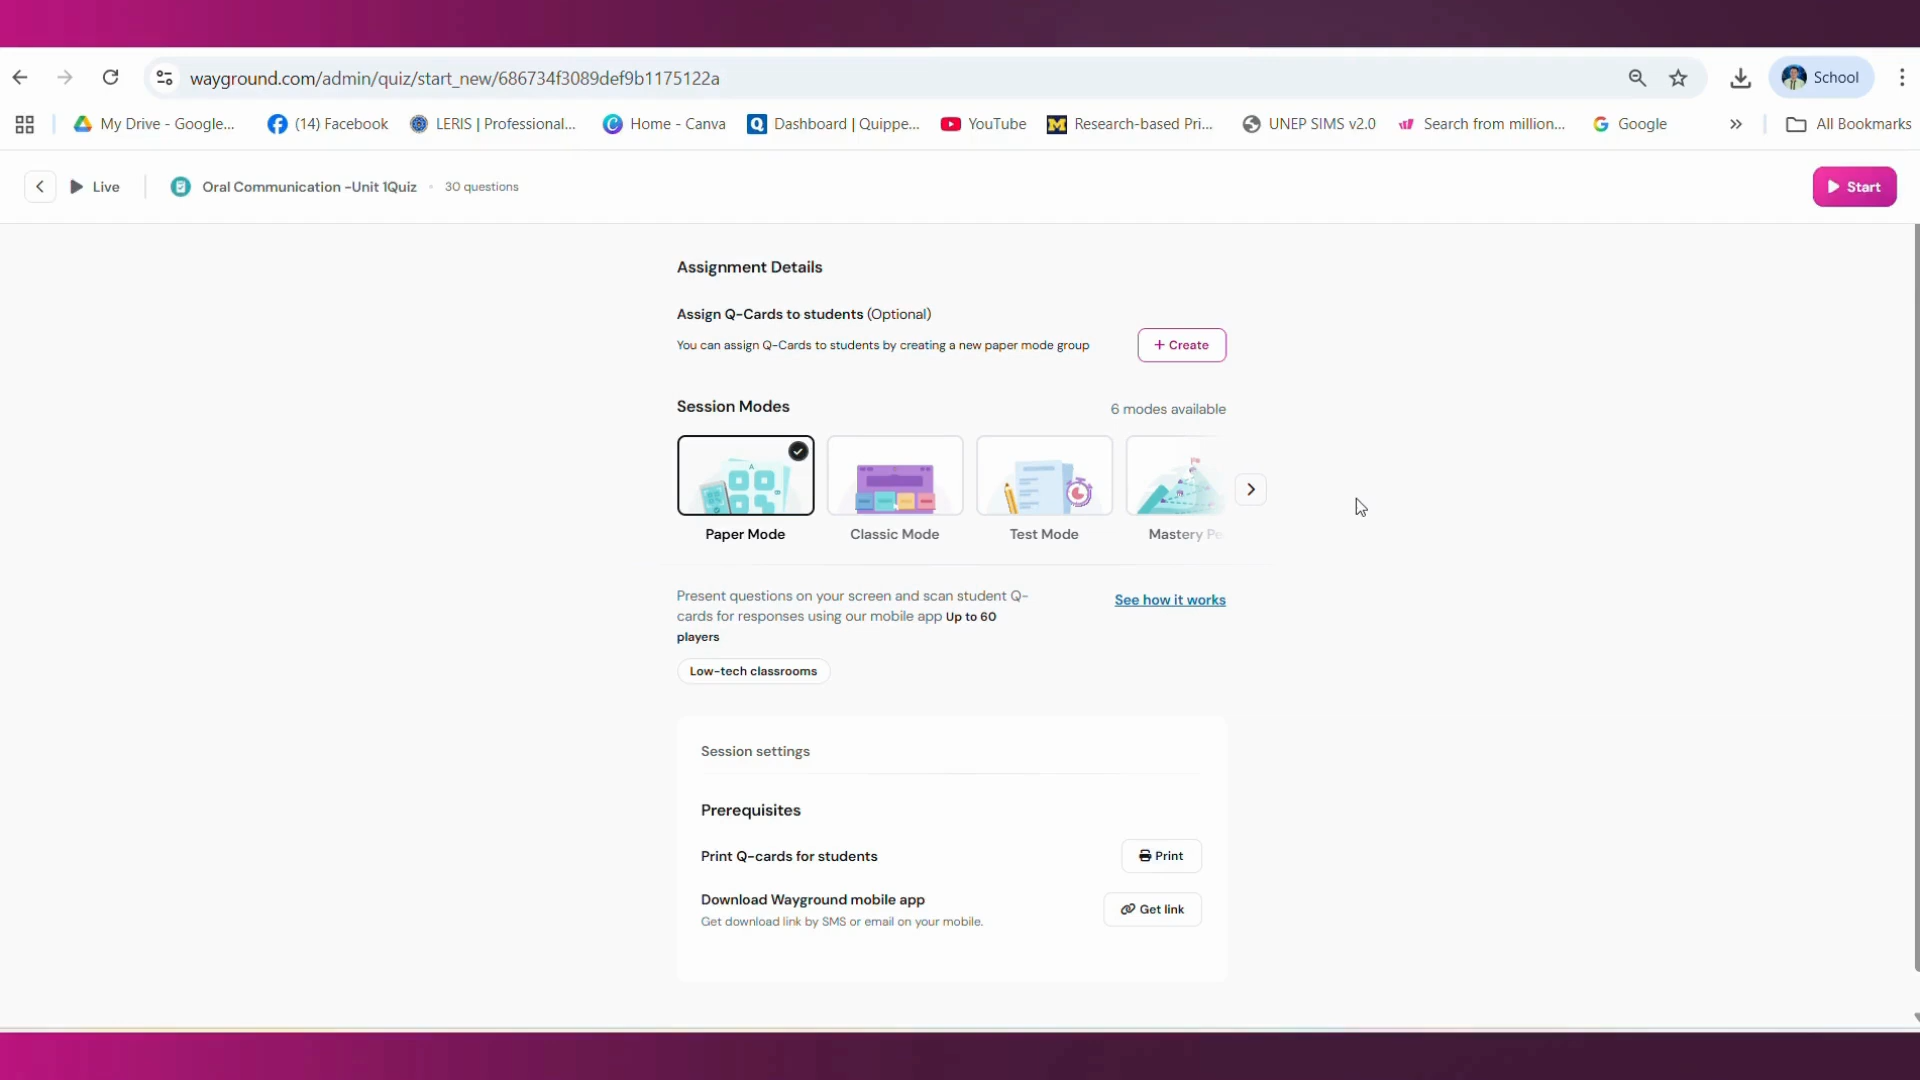 wayground.com/admin/quiz/start_new/686734f3089def9b1175122a
School
My Drive - Google...
(14) Facebook
LERIS | Professional...
Home - Canva
Dashboard | Quippe...
YouTube
Research-based Pri...
UNEP SIMS v2.0
Search from million...
Google
All Bookmarks
Live
Oral Communication -Unit 1Quiz
30 questions
Start
Assignment Details
Assign Q-Cards to students (Optional)
You can assign Q-Cards to students by creating a new paper mode group
+ Create
Session Modes
6 modes available
Paper Mode
Classic Mode
Test Mode
Mastery Pe
Present questions on your screen and scan student Q-
cards for responses using our mobile app Up to 60
players
See how it works
Low-tech classrooms
Session settings
Prerequisites
Print Q-cards for students
Print
Download Wayground mobile app
Get download link by SMS or email on your mobile.
Get link